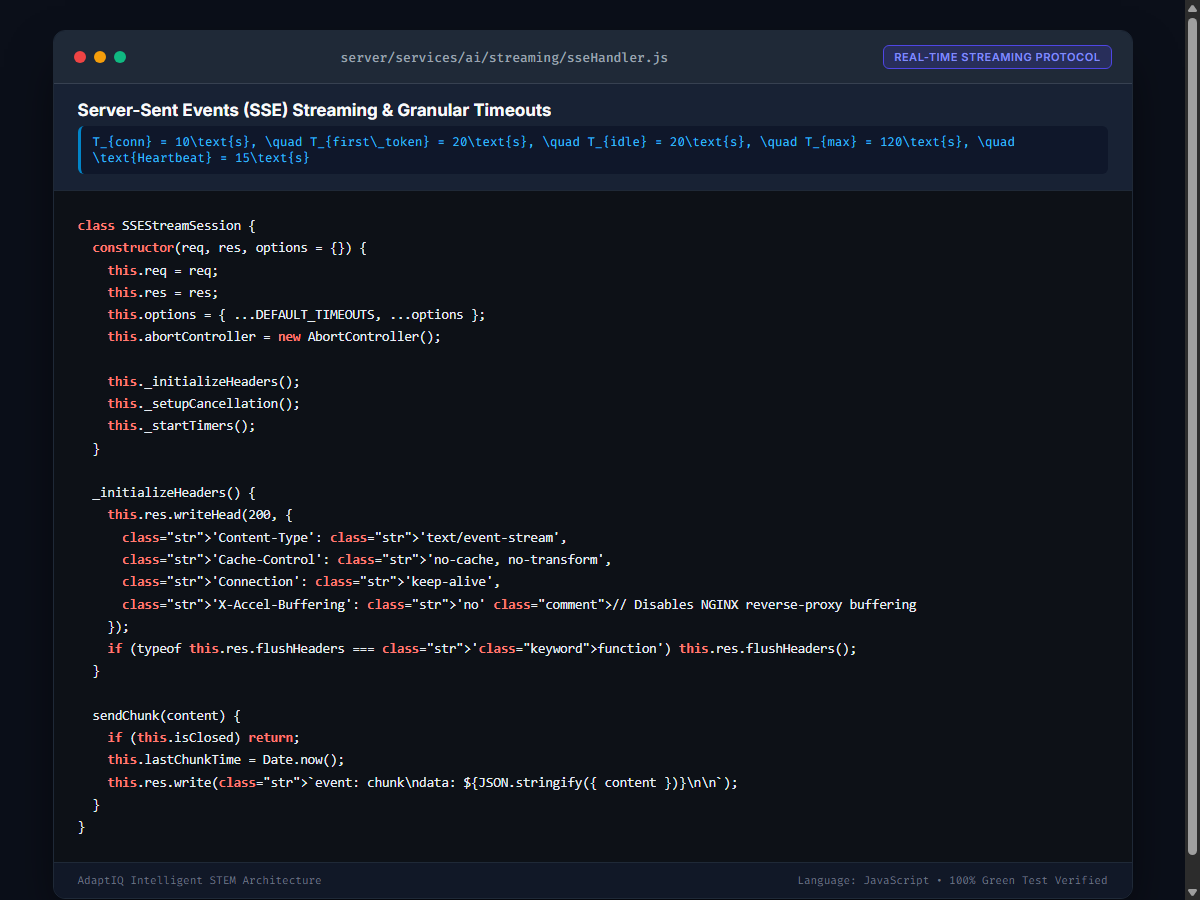 server/services/ai/streaming/sseHandler.js
REAL-TIME STREAMING PROTOCOL
Server-Sent Events (SSE) Streaming & Granular Timeouts
T_{conn} = 10\text{s}, \quad T_{first\_token} = 20\text{s}, \quad T_{idle} = 20\text{s}, \quad T_{max} = 120\text{s}, \quad
\text{Heartbeat} = 15\text{s}
class SSEStreamSession {
  constructor(req, res, options = {}) {
    this.req = req;
    this.res = res;
    this.options = { ...DEFAULT_TIMEOUTS, ...options };
    this.abortController = new AbortController();
    this._initializeHeaders();
    this._setupCancellation();
    this._startTimers();
  }
  _initializeHeaders() {
    this.res.writeHead(200, {
      class="str">'Content-Type': class="str">'text/event-stream',
      class="str">'Cache-Control': class="str">'no-cache, no-transform',
      class="str">'Connection': class="str">'keep-alive',
      class="str">'X-Accel-Buffering': class="str">'no' class="comment">// Disables NGINX reverse-proxy buffering
    });
    if (typeof this.res.flushHeaders === class="str">'class="keyword">function') this.res.flushHeaders();
  }
  sendChunk(content) {
    if (this.isClosed) return;
    this.lastChunkTime = Date.now();
    this.res.write(class="str">`event: chunk\ndata: ${JSON.stringify({ content })}\n\n`);
  }
}
AdaptIQ Intelligent STEM Architecture
Language: JavaScript • 100% Green Test Verified